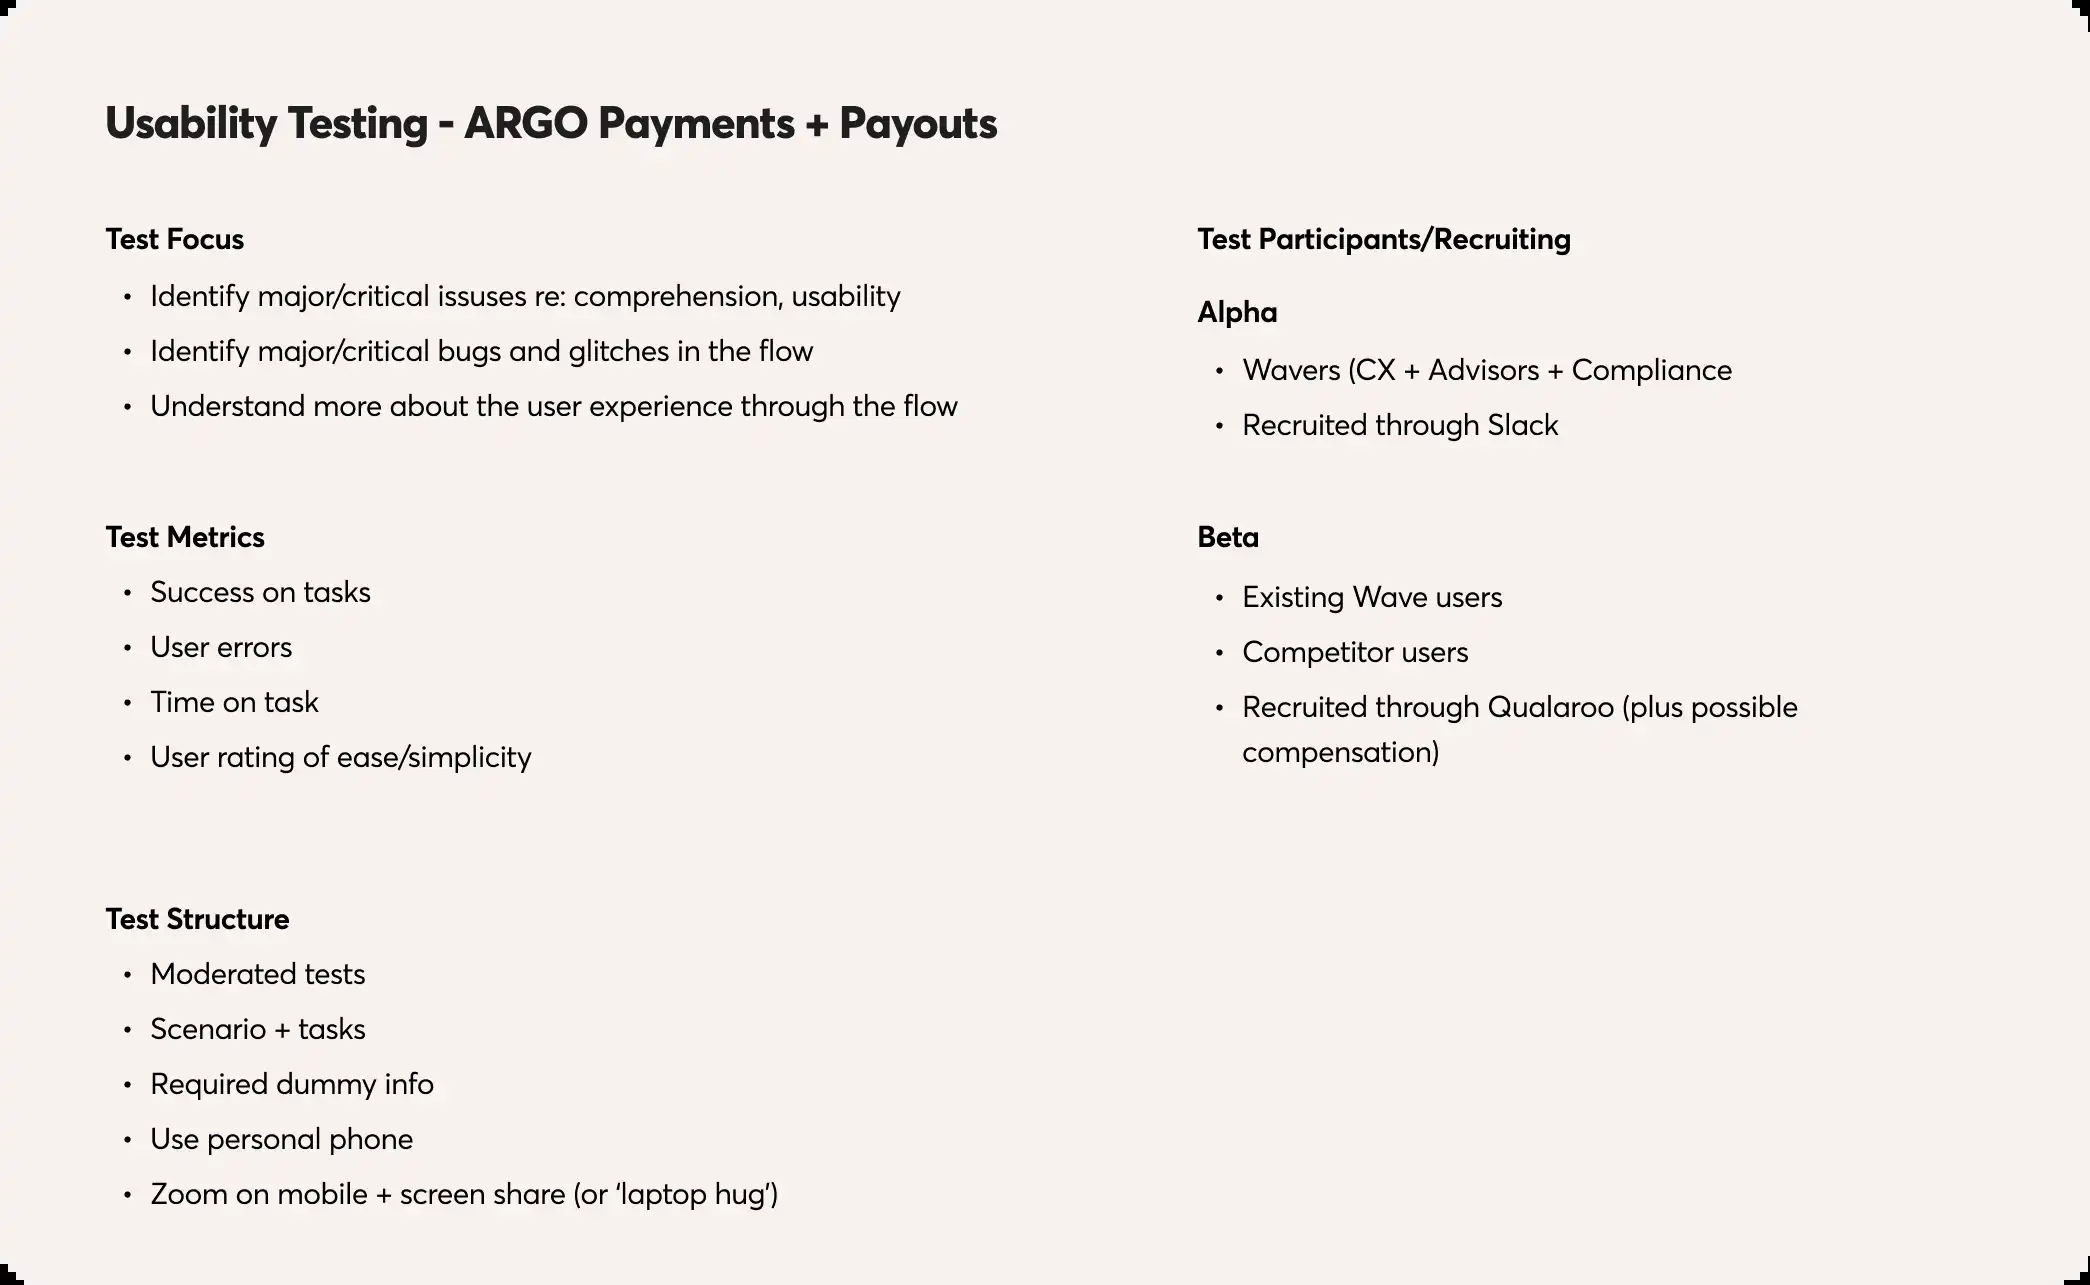 Usability Testing - ARGO Payments + Payouts
Test Focus
• Identify major/critical issuses re: comprehension, usability
• Identify major/critical bugs and glitches in the flow
• Understand more about the user experience through the flow
Test Metrics
• Success on tasks
• User errors
• Time on task
• User rating of ease/simplicity
Test Structure
• Moderated tests
• Scenario + tasks
• Required dummy info
• Use personal phone
• Zoom on mobile + screen share (or ‘laptop hug’)
Test Participants/Recruiting
Alpha
• Wavers (CX + Advisors + Compliance
• Recruited through Slack
Beta
• Existing Wave users
• Competitor users
• Recruited through Qualaroo (plus possible
compensation)